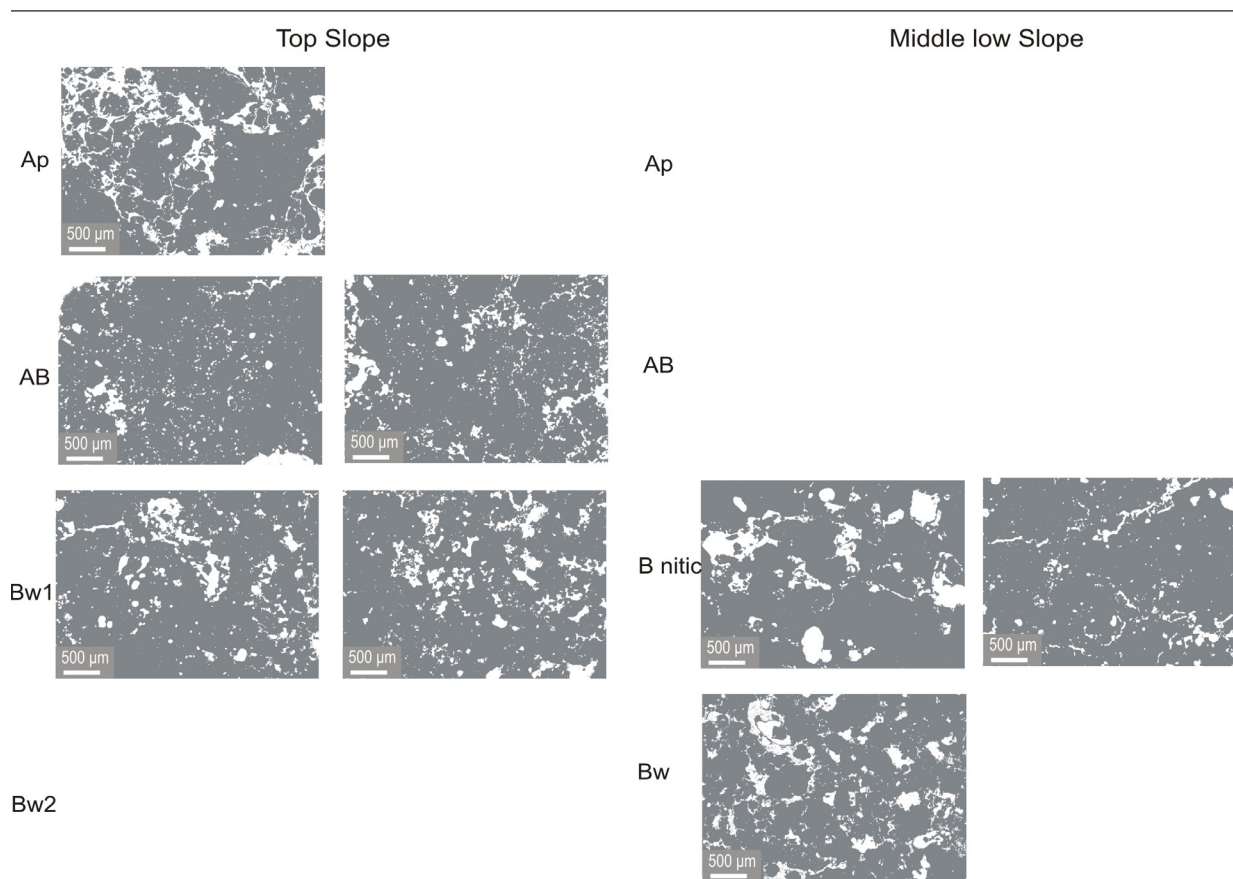 Top Slope
Middle low Slope
Ap
500 µm
Ap
AB
500 µm
500 µm
AB
Bw1
500 µm
500 µm
B nitic
500 µm
500 µm
Bw2
Bw
500 µm